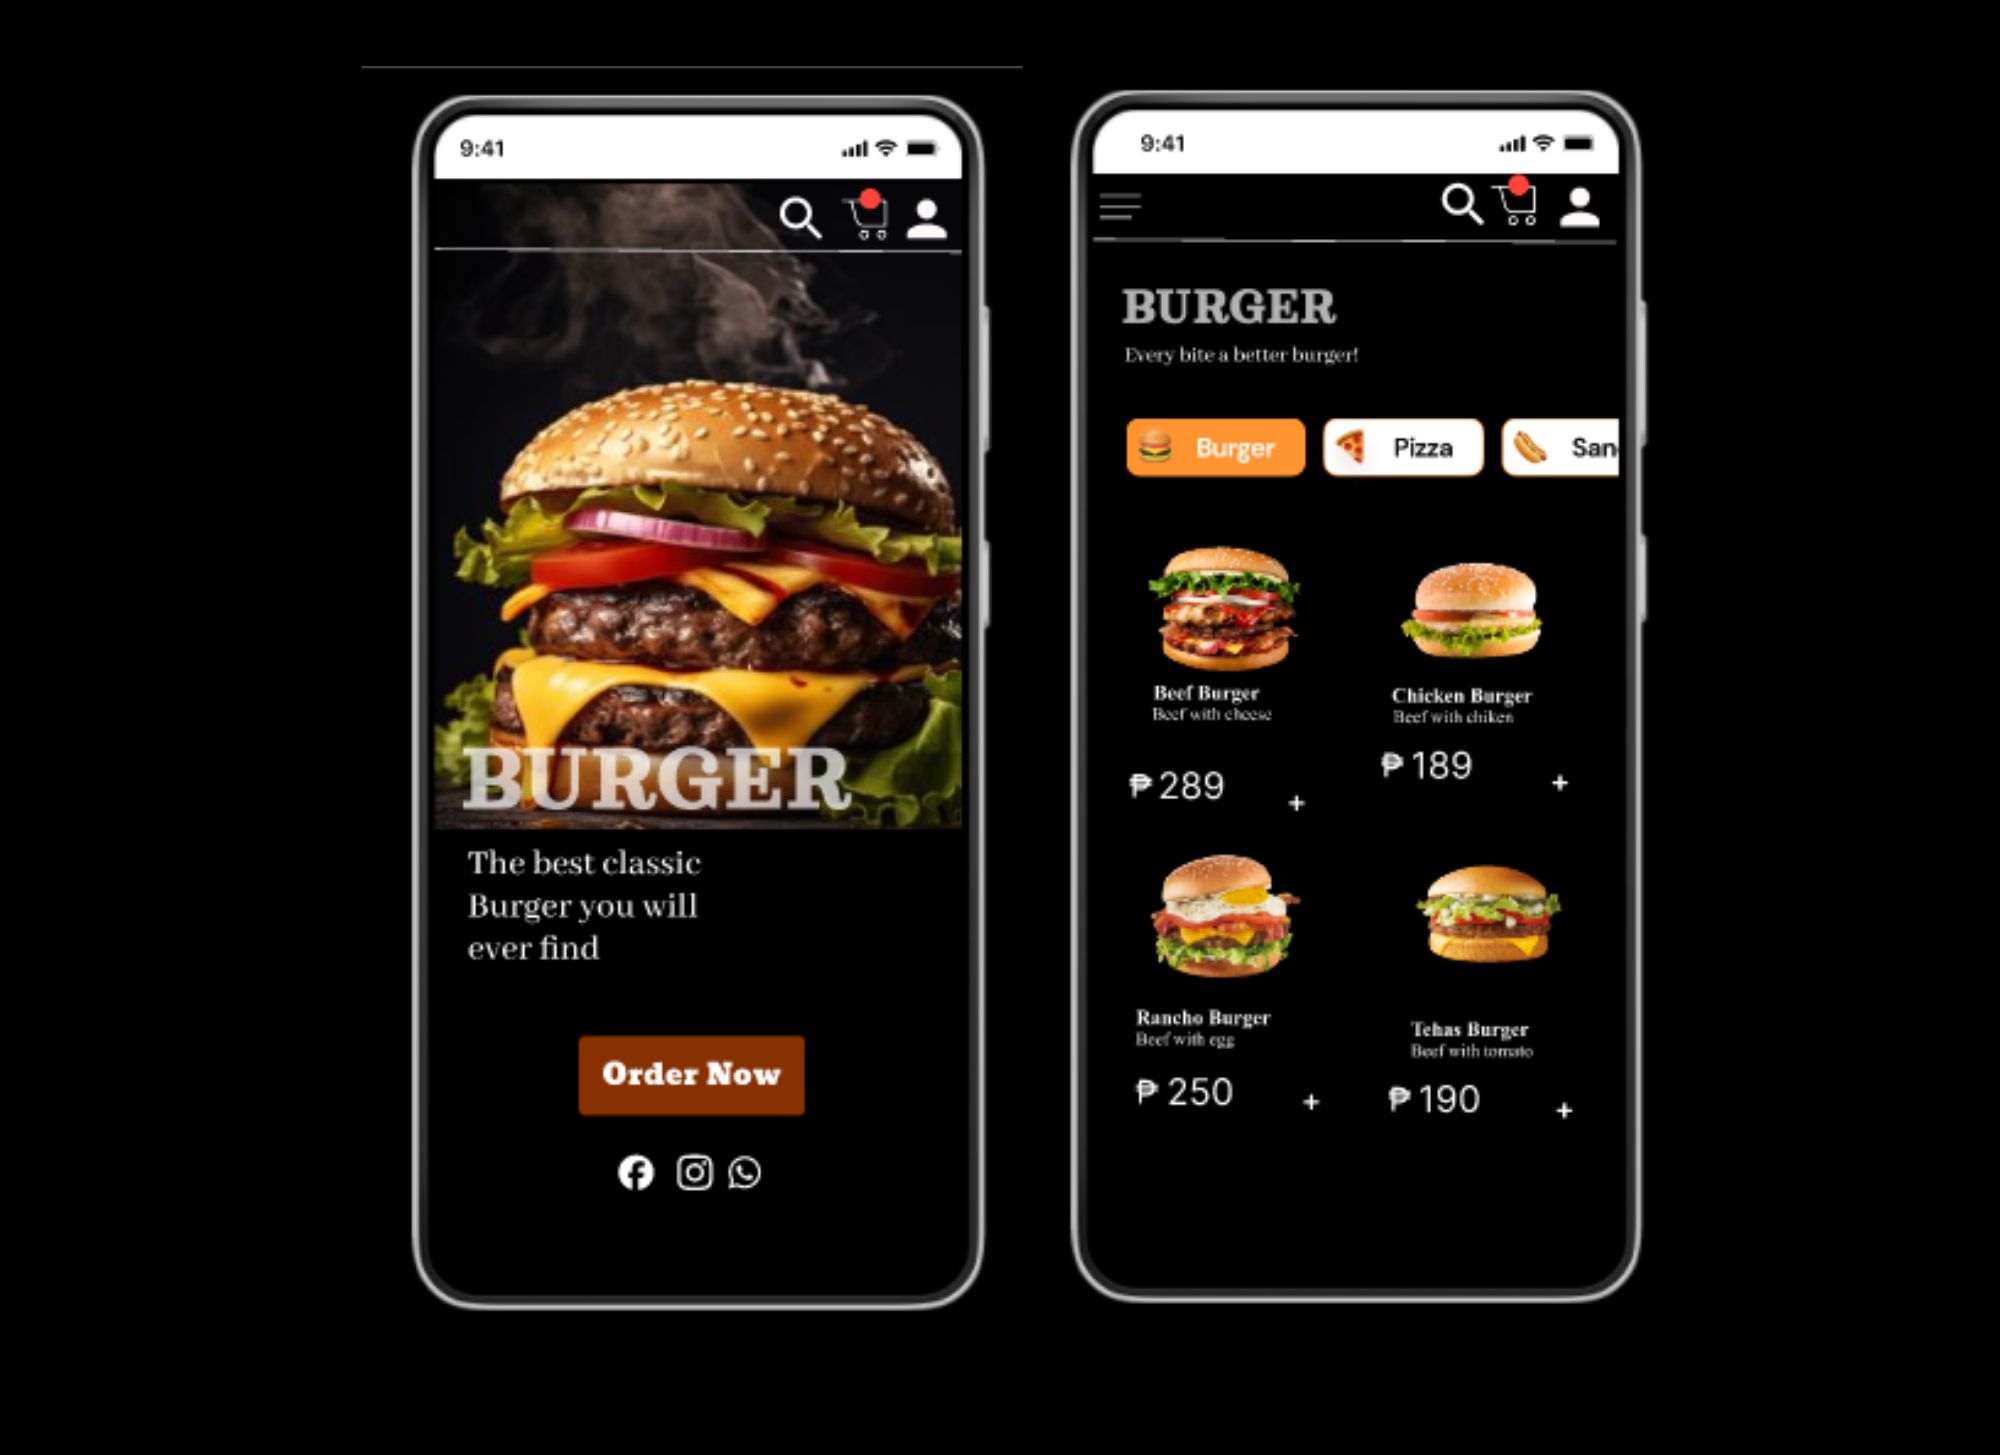 9:41
BURGER
The best classic
Burger you will
ever find
Order Now
9:41
BURGER
Every bite a better burger!
Burger
Pizza
San
Beef Burger
Beef with cheese
₱ 289
+
Chicken Burger
Beef with chiken
₱ 189
+
Rancho Burger
Beef with egg
₱ 250
+
Tehas Burger
Beef with tomato
₱ 190
+